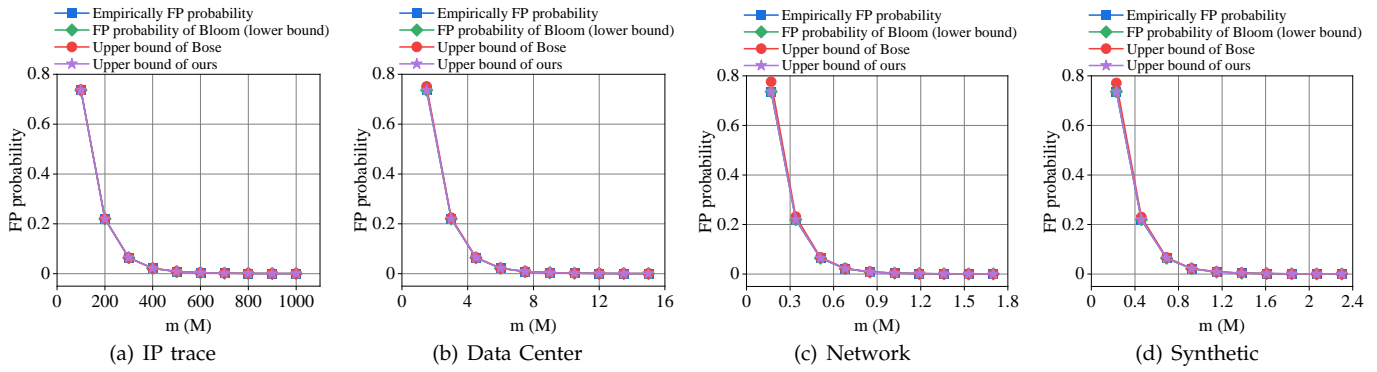 Empirically FP probability
FP probability of Bloom (lower bound)
Upper bound of Bose
Upper bound of ours
0.8
0.6
0.4
0.2
0
FP probability
0 200 400 600 800 1000
m (M)
(a) IP trace
Empirically FP probability
FP probability of Bloom (lower bound)
Upper bound of Bose
Upper bound of ours
0.8
0.6
0.4
0.2
0
FP probability
0 4 8 12 16
m (M)
(b) Data Center
Empirically FP probability
FP probability of Bloom (lower bound)
Upper bound of Bose
Upper bound of ours
0.8
0.6
0.4
0.2
0
FP probability
0 0.3 0.6 0.9 1.2 1.5 1.8
m (M)
(c) Network
Empirically FP probability
FP probability of Bloom (lower bound)
Upper bound of Bose
Upper bound of ours
0.8
0.6
0.4
0.2
0
FP probability
0 0.4 0.8 1.2 1.6 2 2.4
m (M)
(d) Synthetic